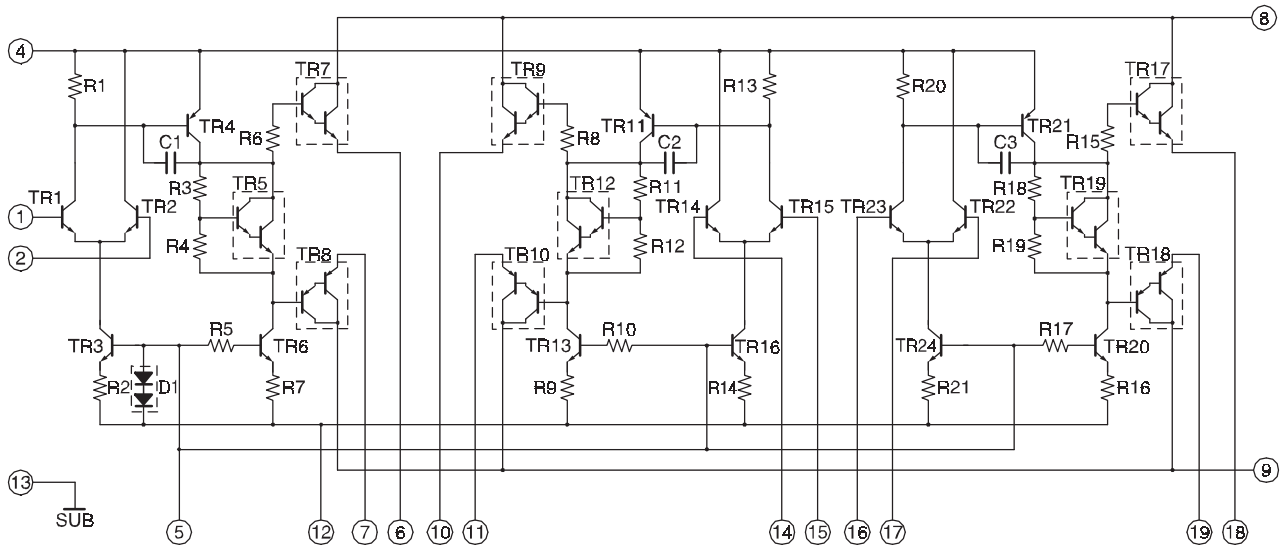 8
4
TR7
TR9
TR17
R1
R13
R20
TR4
R6
TR11
R8
TR21
R15
C1
C2
C3
R3
TR5
TR12
R11
R18
TR19
TR1
TR2
TR14
TR15
TR23
TR22
1
R4
R12
R19
2
TR8
TR10
TR18
R5
R10
R17
TR3
TR6
TR13
TR16
TR24
TR20
R2
D1
R7
R9
R14
R21
R16
9
13
SUB
5
12
7
6
10
11
14
15
16
17
19
18